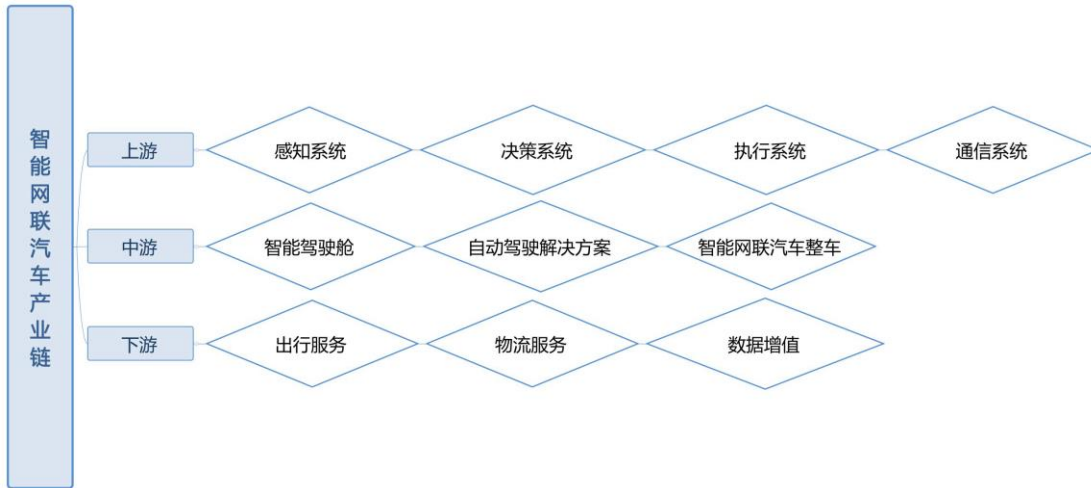 智能网联汽车产业链
上游
感知系统
决策系统
执行系统
通信系统
中游
智能驾驶舱
自动驾驶解决方案
智能网联汽车整车
下游
出行服务
物流服务
数据增值